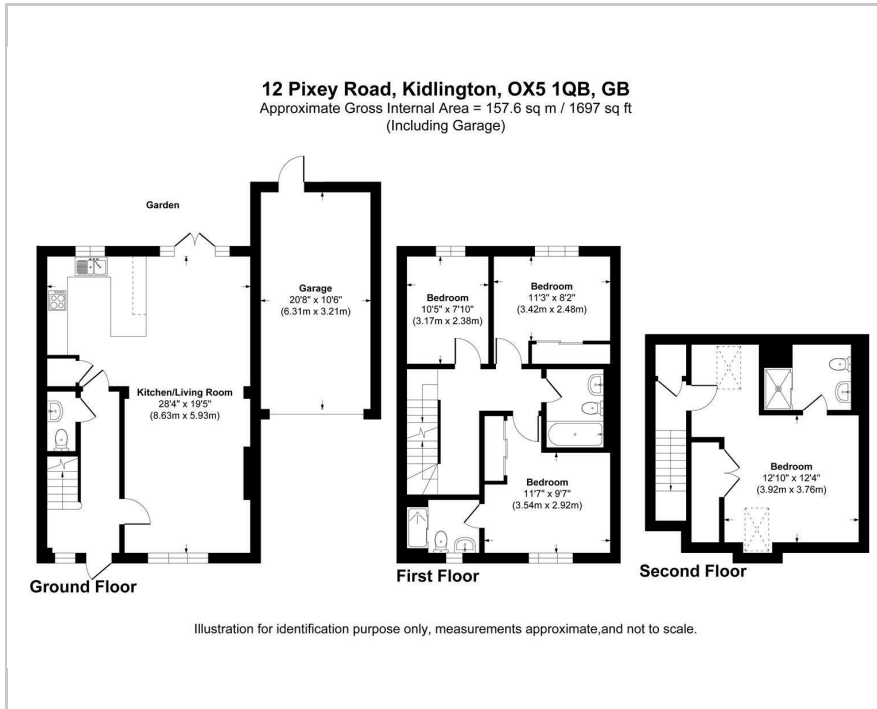 12 Pixey Road, Kidlington, OX5 1QB, GB
Approximate Gross Internal Area = 157.6 sq m / 1697 sq ft
(Including Garage)
Garden
Garage
20'8" x 10'6"
(6.31m x 3.21m)
Kitchen/Living Room
28'4" x 19'5"
(8.63m x 5.93m)
Ground Floor
Bedroom
10'5" x 7'10"
(3.17m x 2.38m)
Bedroom
11'3" x 8'2"
(3.42m x 2.48m)
Bedroom
11'7" x 9'7"
(3.54m x 2.92m)
First Floor
Bedroom
12'10" x 12'4"
(3.92m x 3.76m)
Second Floor
Illustration for identification purpose only, measurements approximate,and not to scale.